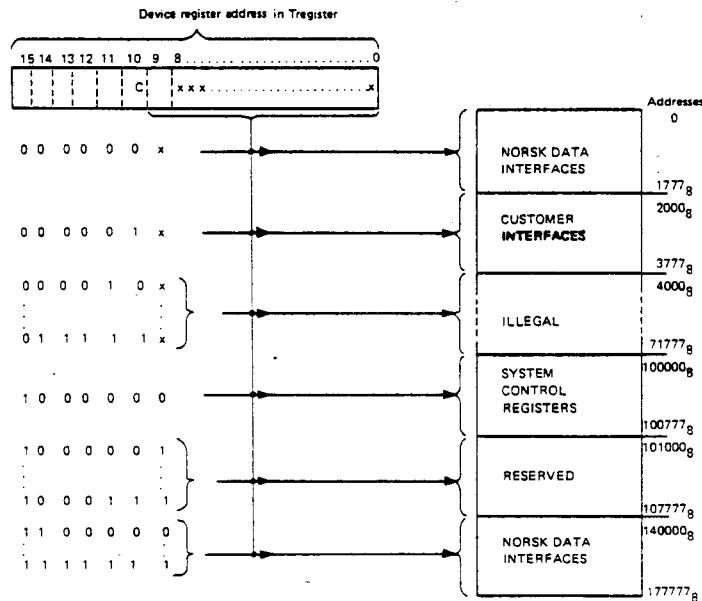 Device register address in Tregister
15 14 13 12 11 10 9 8......................0
C x x x......................x
Addresses
0
0 0 0 0 0 0 x
NORSK DATA
INTERFACES
1777₈
2000₈
0 0 0 0 0 1 x
CUSTOMER
INTERFACES
3777₈
4000₈
0 0 0 0 1 0 x
ILLEGAL
0 1 1 1 1 1 x
71777₈
100000₈
1 0 0 0 0 0 0
SYSTEM
CONTROL
REGISTERS
100777₈
101000₈
1 0 0 0 0 0 1
RESERVED
1 0 0 0 1 1 1
107777₈
140000₈
1 1 0 0 0 0 0
NORSK DATA
INTERFACES
1 1 1 1 1 1 1
177777₈